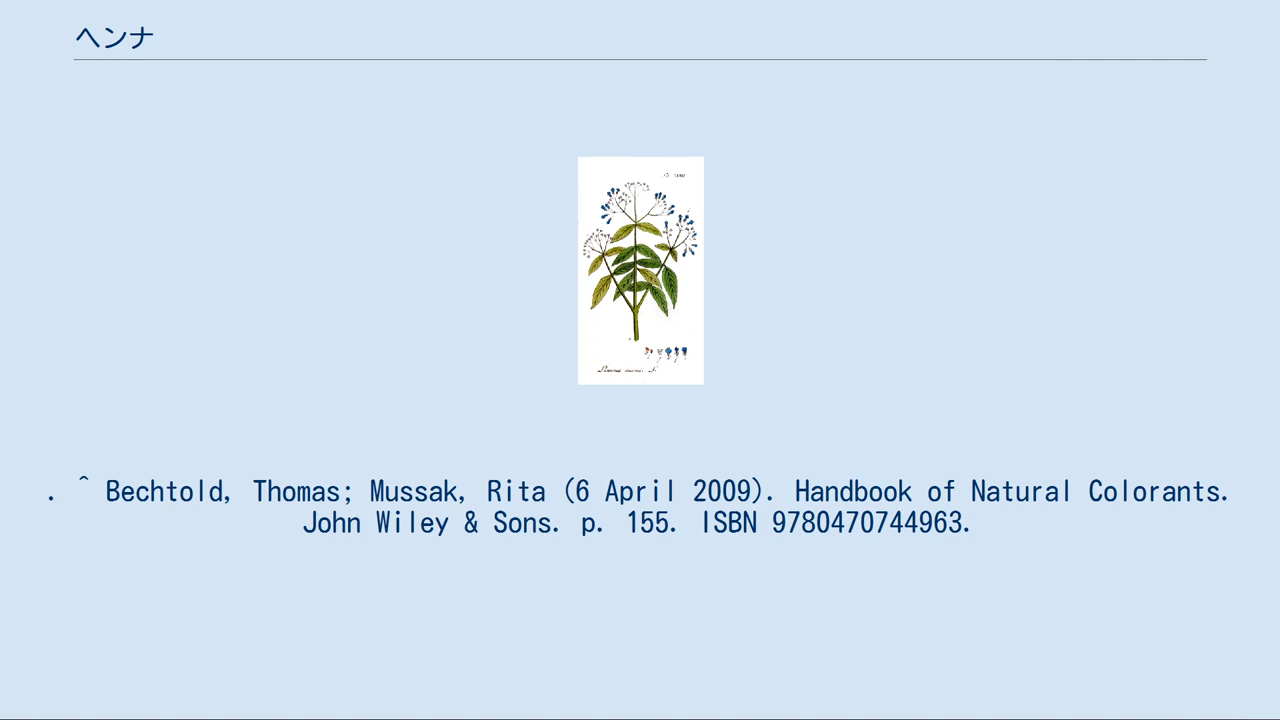 ヘンナ
. ^ Bechtold, Thomas; Mussak, Rita (6 April 2009). Handbook of Natural Colorants.
John Wiley & Sons. p. 155. ISBN 9780470744963.